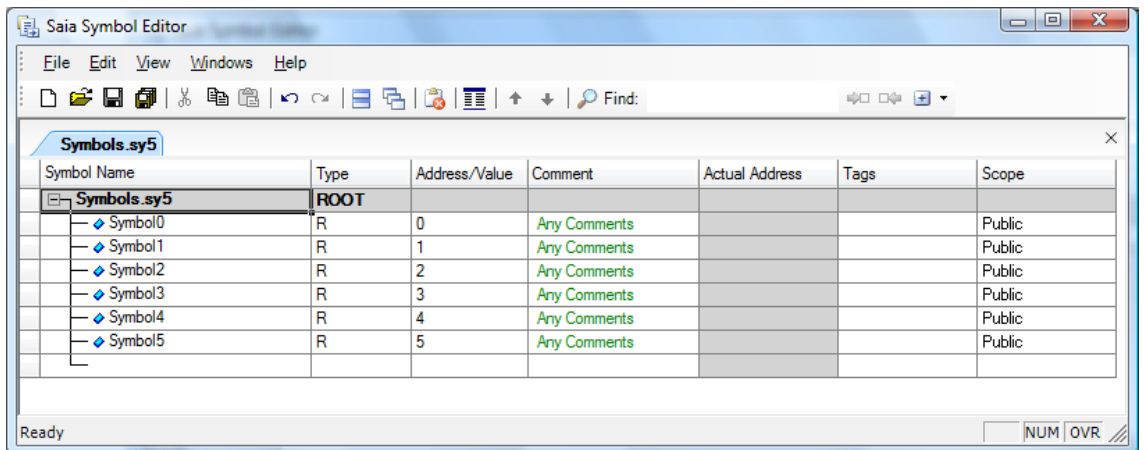 Saia Symbol Editor
File Edit View Windows Help
Find:
Symbols.sy5
Symbol Name Type Address/Value Comment Actual Address Tags Scope
Symbols.sy5 ROOT
Symbol0 R 0 Any Comments Public
Symbol1 R 1 Any Comments Public
Symbol2 R 2 Any Comments Public
Symbol3 R 3 Any Comments Public
Symbol4 R 4 Any Comments Public
Symbol5 R 5 Any Comments Public
Ready NUM OVR